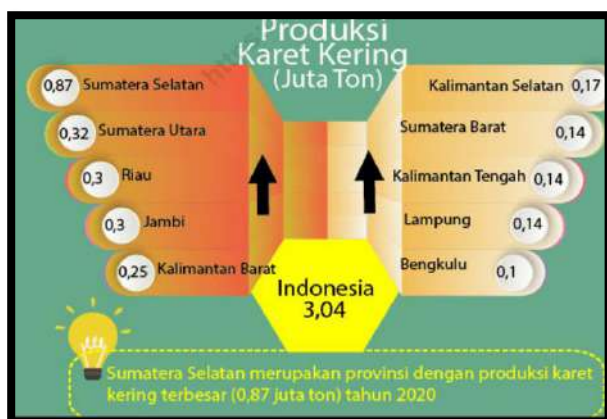 Produksi
Karet Kering
(Juta Ton)
0,87 Sumatera Selatan
0,32 Sumatera Utara
0,3 Riau
0,3 Jambi
0,25 Kalimantan Barat
Kalimantan Selatan 0,17
Sumatera Barat 0,14
Kalimantan Tengah 0,14
Lampung 0,14
Bengkulu 0,1
Indonesia
3,04
Sumatera Selatan merupakan provinsi dengan produksi karet
kering terbesar (0,87 juta ton) tahun 2020